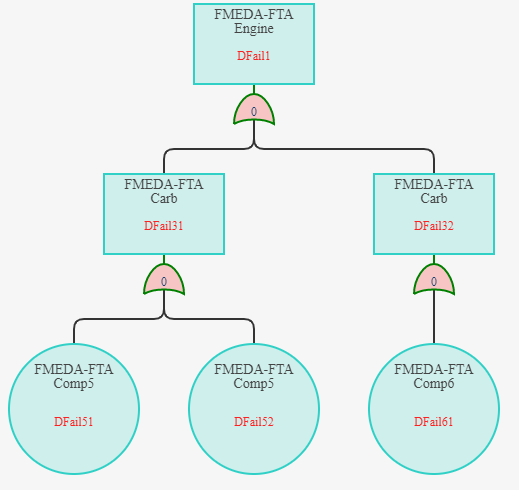 FMEDA-FTA
Engine
DFail1
0
FMEDA-FTA
Carb
DFail31
FMEDA-FTA
Carb
DFail32
0
0
FMEDA-FTA
Comp5
DFail51
FMEDA-FTA
Comp5
DFail52
FMEDA-FTA
Comp6
DFail61